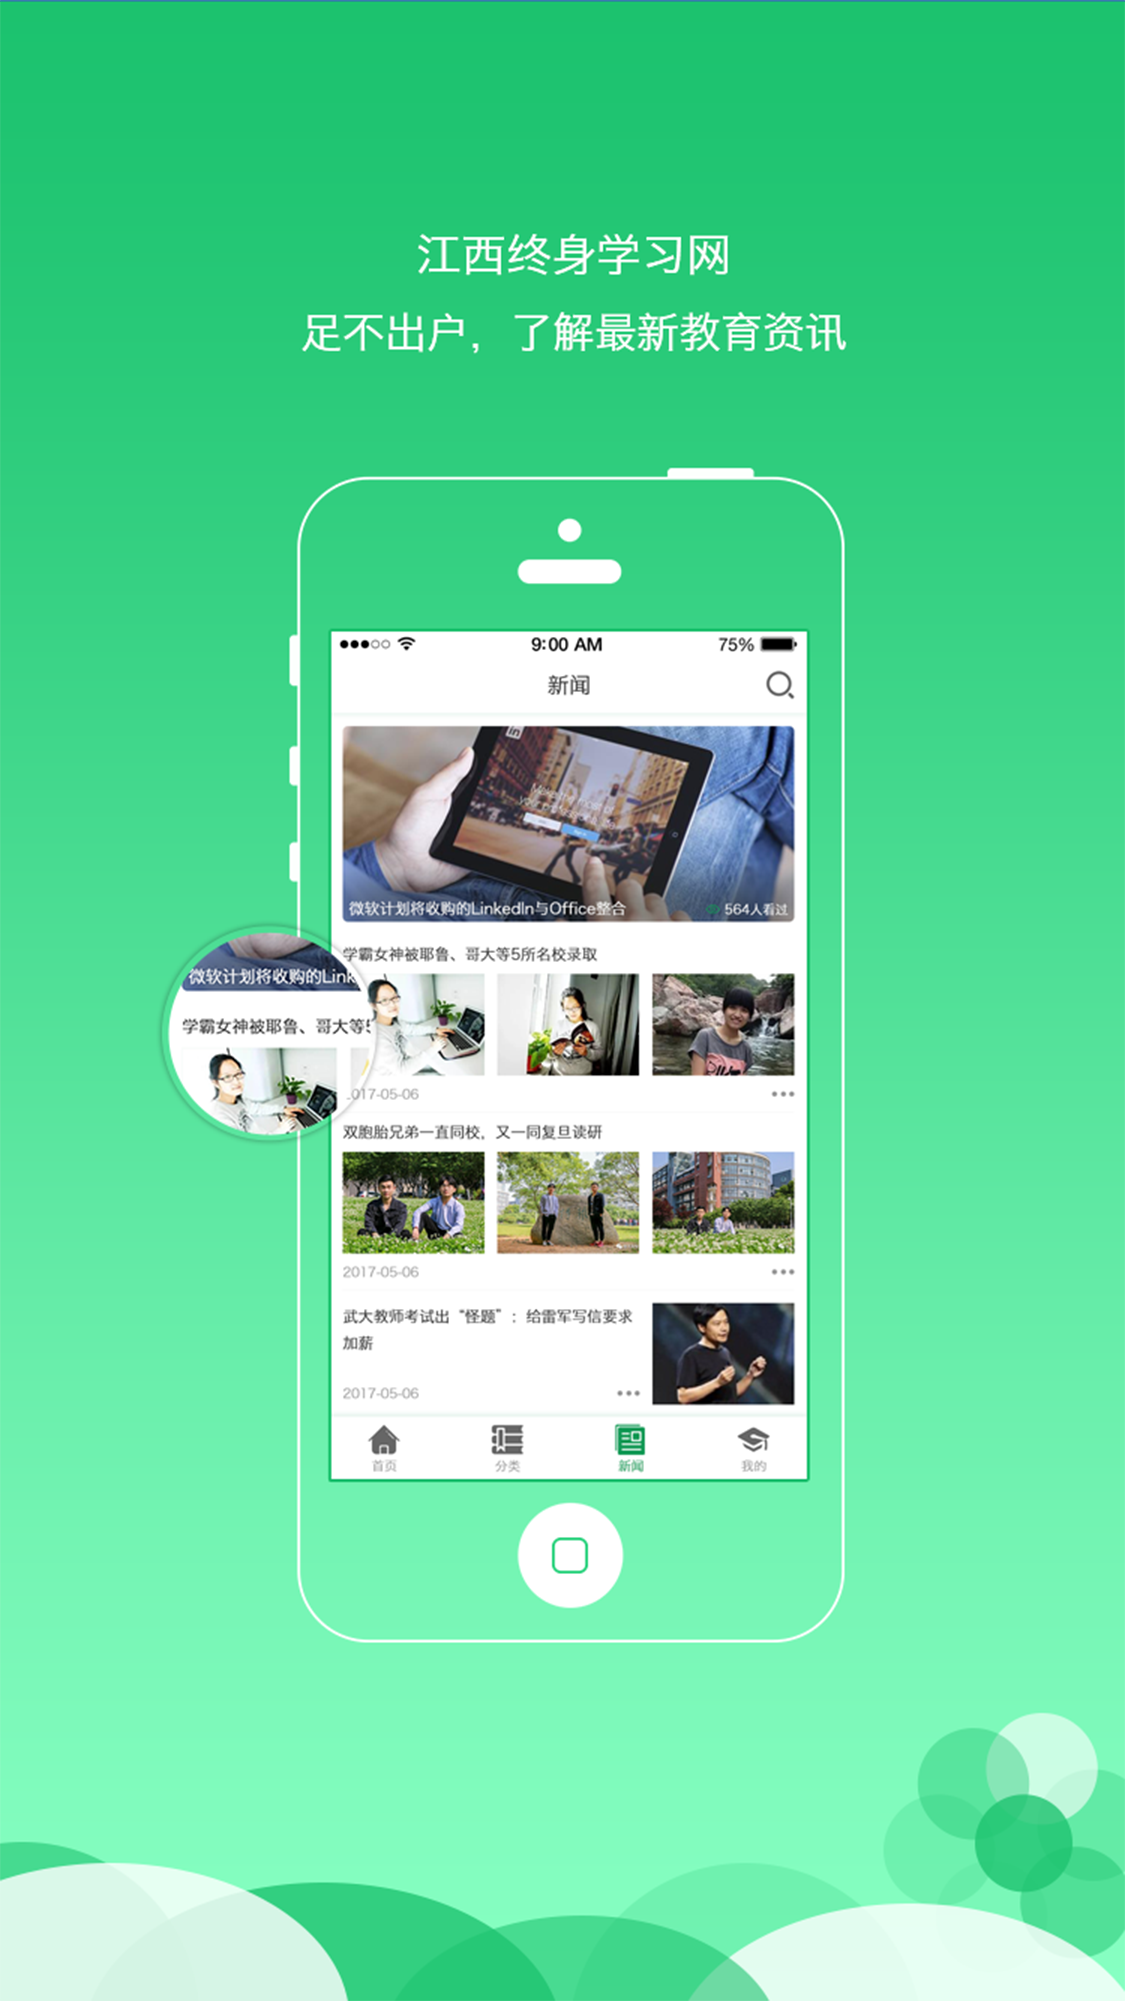 江西终身学习网
足不出户，了解最新教育资讯
9:00 AM
75%
新闻
in
Make the most of
微软计划将收购的LinkedIn与Office整合
564人看过
学霸女神被耶鲁、哥大等5所名校录取
微软计划将收购的Link
学霸女神被耶鲁、哥大等5
2017-05-06
双胞胎兄弟一直同校，又一同复旦读研
2017-05-06
武大教师考试出“怪题”：给雷军写信要求
加薪
2017-05-06
首页
分类
新闻
我的